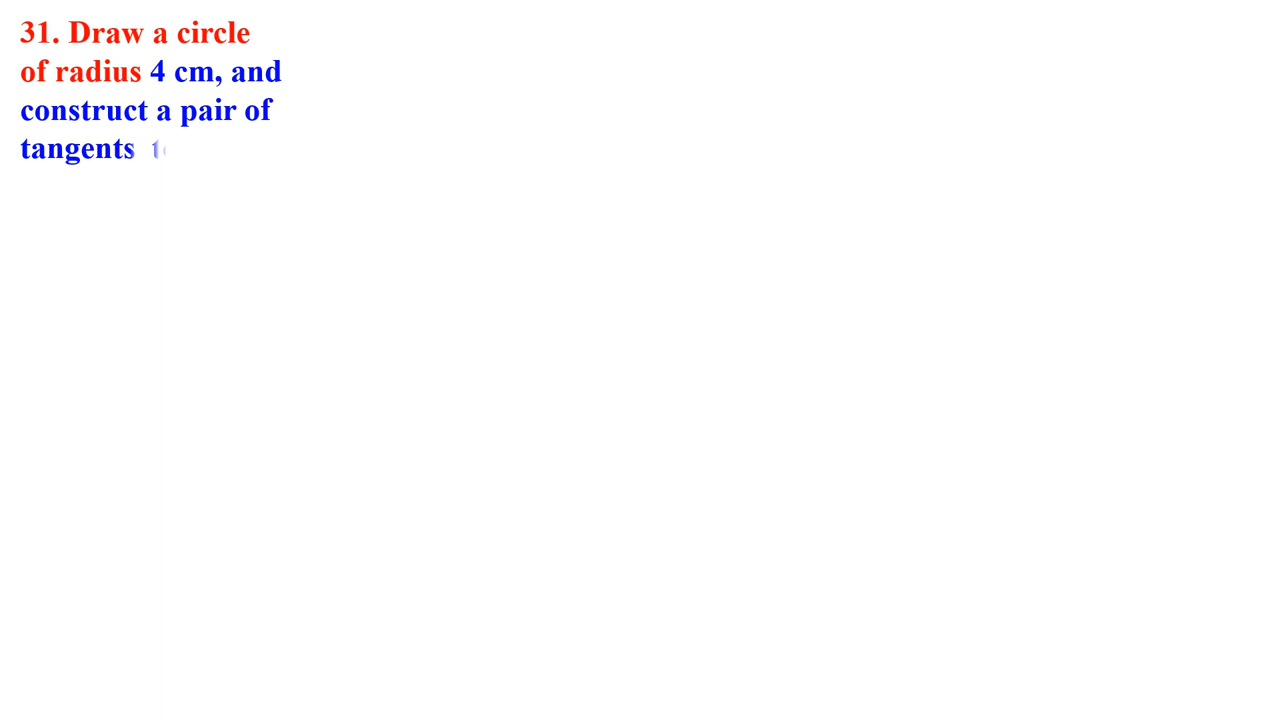 31. Draw a circle
of radius 4 cm, and
construct a pair of
tangents